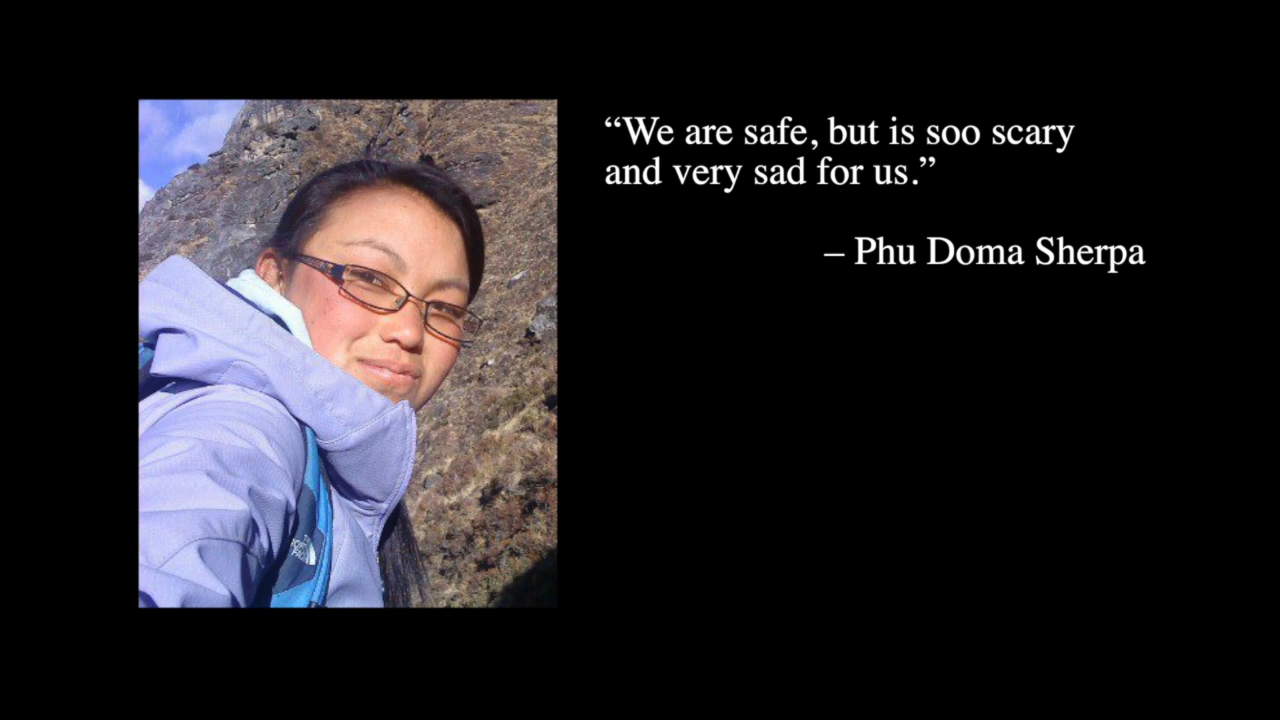 “We are safe, but is soo scary
and very sad for us.”
– Phu Doma Sherpa